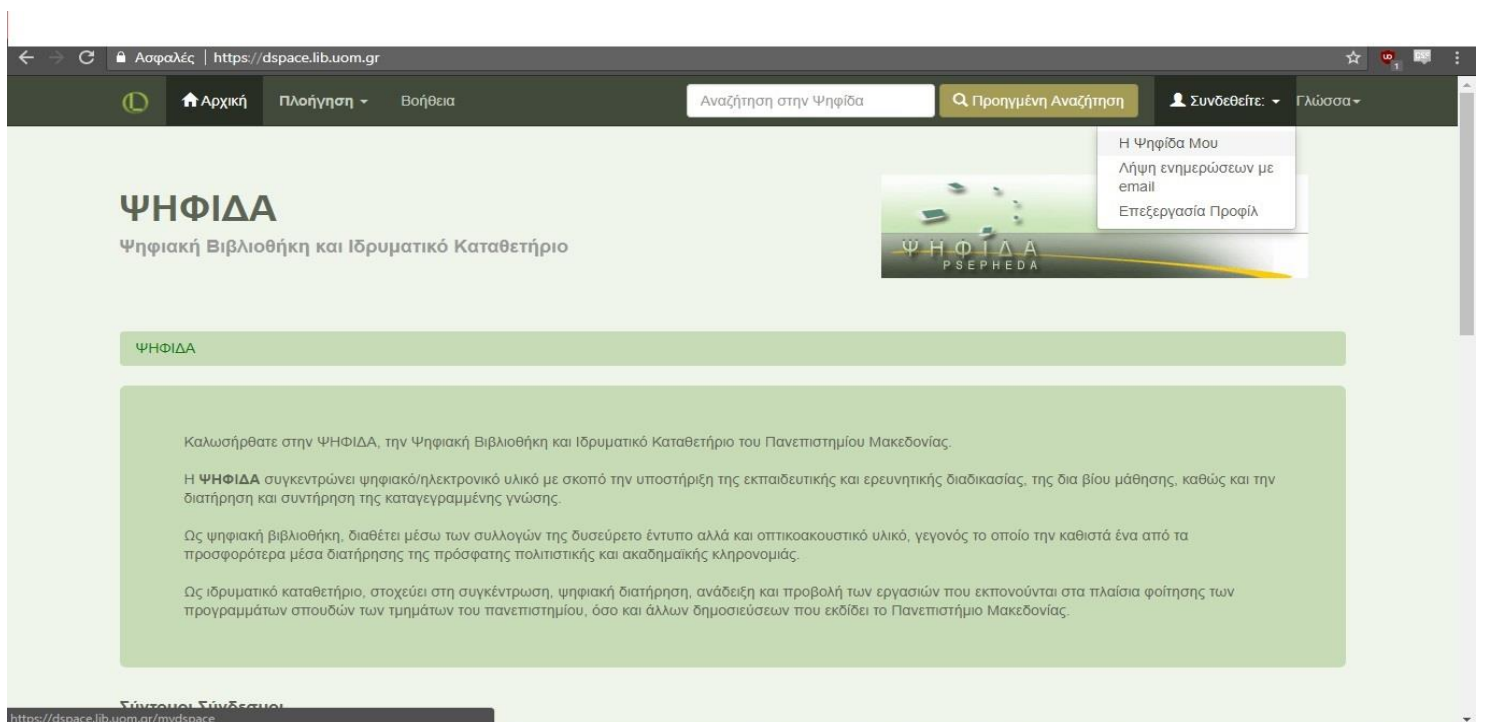 Ασφαλές | https://dspace.lib.uom.gr
Αρχική Πλοήγηση Βοήθεια Αναζήτηση στην Ψηφίδα Προηγμένη Αναζήτηση Συνδεθείτε: Γλώσσα
Η Ψηφίδα Μου
Λήψη ενημερώσεων με
email
Επεξεργασία Προφίλ
ΨΗΦΙΔΑ
Ψηφιακή Βιβλιοθήκη και Ιδρυματικό Καταθετήριο
ΨΗΦΙΔΑ
PSEPHEDA
ΨΗΦΙΔΑ
Καλωσήρθατε στην ΨΗΦΙΔΑ, την Ψηφιακή Βιβλιοθήκη και Ιδρυματικό Καταθετήριο του Πανεπιστημίου Μακεδονίας.
Η ΨΗΦΙΔΑ συγκεντρώνει ψηφιακό/ηλεκτρονικό υλικό με σκοπό την υποστήριξη της εκπαιδευτικής και ερευνητικής διαδικασίας, της δια βίου μάθησης, καθώς και την
διατήρηση και συντήρηση της καταγεγραμμένης γνώσης.
Ως ψηφιακή βιβλιοθήκη, διαθέτει μέσω των συλλογών της δυσεύρετο έντυπο αλλά και οπτικοακουστικό υλικό, γεγονός το οποίο την καθιστά ένα από τα
προσφορότερα μέσα διατήρησης της πρόσφατης πολιτιστικής και ακαδημαϊκής κληρονομιάς.
Ως ιδρυματικό καταθετήριο, στοχεύει στη συγκέντρωση, ψηφιακή διατήρηση, ανάδειξη και προβολή των εργασιών που εκπονούνται στα πλαίσια φοίτησης των
προγραμμάτων σπουδών των τμημάτων του πανεπιστημίου, όσο και άλλων δημοσιεύσεων που εκδίδει το Πανεπιστήμιο Μακεδονίας.
Σύντομοι Σύνδεσμοι
https://dspace.lib.uom.gr/mydspace